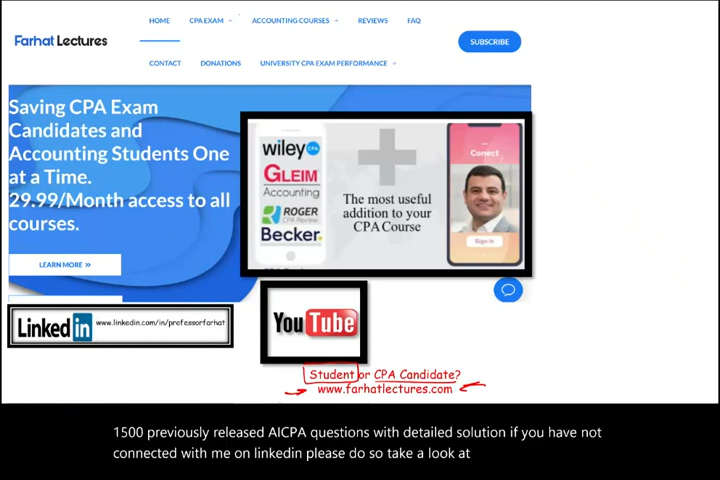 HOME CPA EXAM + ACCOUNTING COURSES + REVIEWS FAQ
Farhat Lectures
SUBSCRIBE
CONTACT DONATIONS UNIVERSITY CPA EXAM PERFORMANCE +
Saving CPA Exam
Candidates and
Accounting Students One
at a Time.
29.99/Month access to all
courses.
LEARN MORE »
wiley CPA
GLEIM
Accounting
ROGER
CPA Review
Becker.
The most useful
addition to your
CPA Course
Conect
Sign in
Linked in www.linkedin.com/in/professorfarhat
YouTube
Student or CPA Candidate?
www.farhatlectures.com
1500 previously released AICPA questions with detailed solution if you have not
connected with me on linkedin please do so take a look at